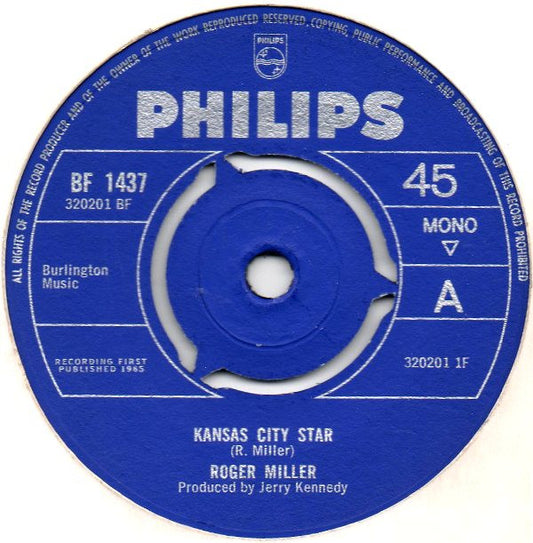 ALL RIGHTS OF THE RECORD PRODUCER AND OF THE OWNER OF THE WORK REPRODUCED RESERVED. COPYING, PUBLIC PERFORMANCE AND BROADCASTING OF THIS RECORD PROHIBITED
PHILIPS
PHILIPS
BF 1437
320201 BF
45
MONO
Burlington
Music
A
RECORDING FIRST
PUBLISHED 1965
320201 1F
KANSAS CITY STAR
(R. Miller)
ROGER MILLER
Produced by Jerry Kennedy